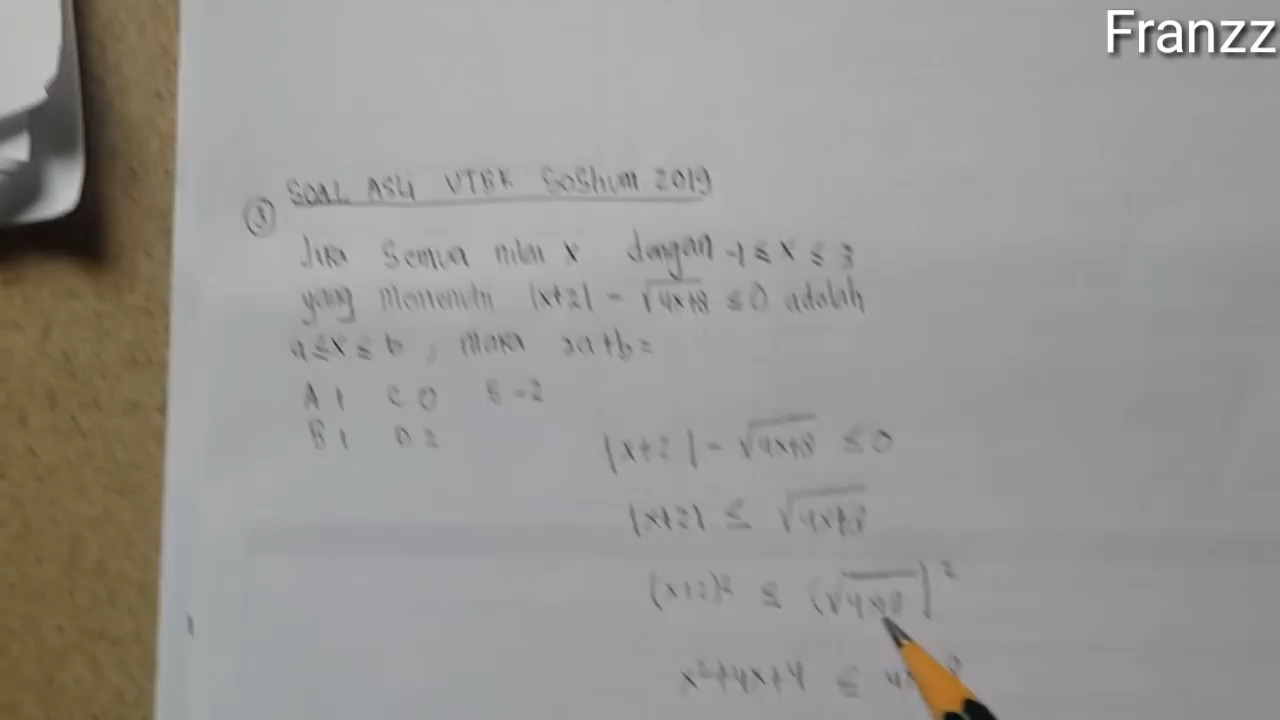 Franzz
SOAL ASLI UTBK SOSHUM 2019
③ Jika semua nilai x dengan -1 ≤ x ≤ 3
yang memenuhi |x+2| - √4x+8 ≤ 0 adalah
a ≤ x ≤ b, maka 2a+b =
A 1 C 0 E -2
B 1 D 2
|x+2| - √4x+8 ≤ 0
|x+2| ≤ √4x+8
(x+2)² ≤ (√4x+8)²
x²+4x+4 ≤